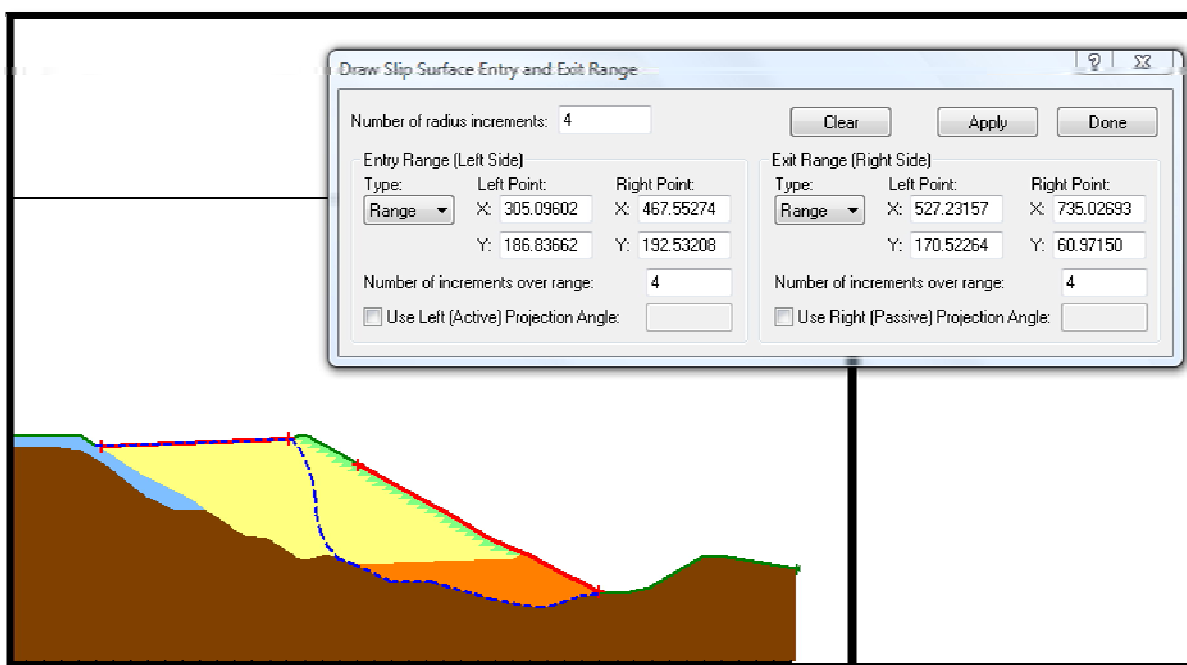 Draw Slip Surface Entry and Exit Range
?
Number of radius increments: 4 Clear Apply Done
Entry Range (Left Side) Exit Range (Right Side)
Type: Left Point: Right Point: Type: Left Point: Right Point:
Range X: 305.09602 X: 467.55274 Range X: 527.23157 X: 735.02693
Y: 186.83662 Y: 192.53208 Y: 170.52264 Y: 60.97150
Number of increments over range: 4 Number of increments over range: 4
Use Left (Active) Projection Angle: Use Right (Passive) Projection Angle: